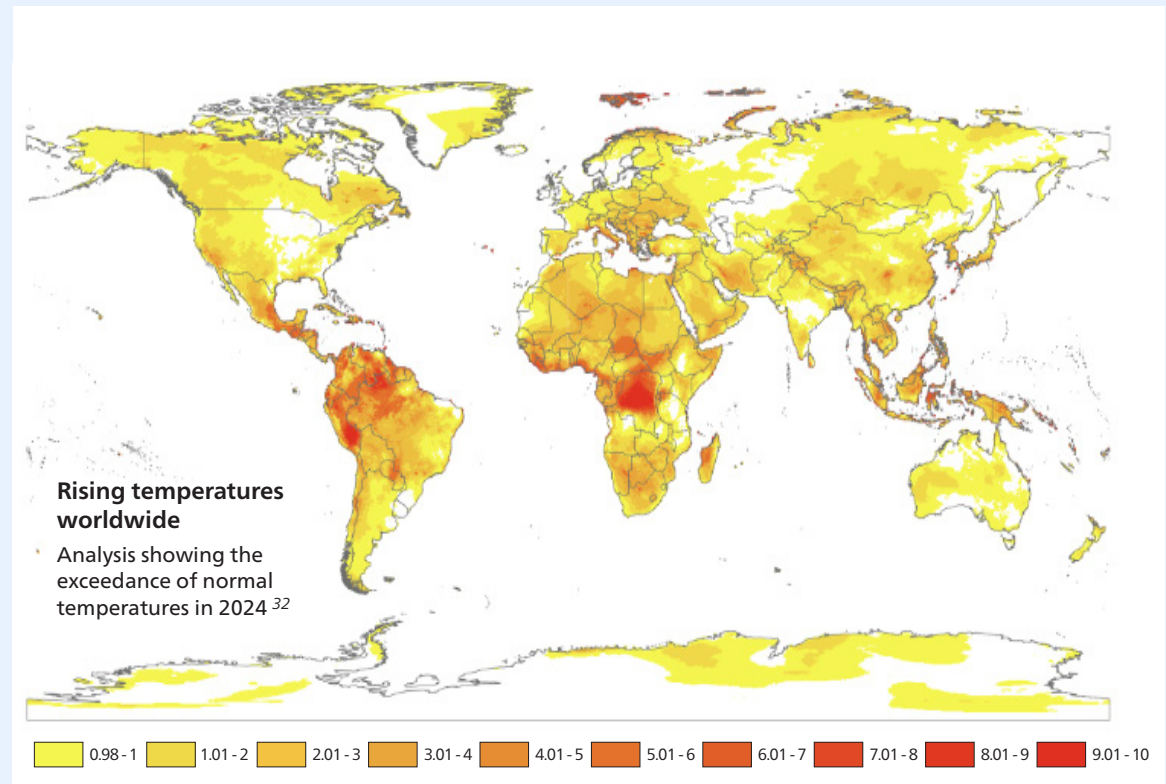 Rising temperatures
worldwide
Analysis showing the
exceedance of normal
temperatures in 2024 32
0.98 - 1 1.01 - 2 2.01 - 3 3.01 - 4 4.01 - 5 5.01 - 6 6.01 - 7 7.01 - 8 8.01 - 9 9.01 - 10